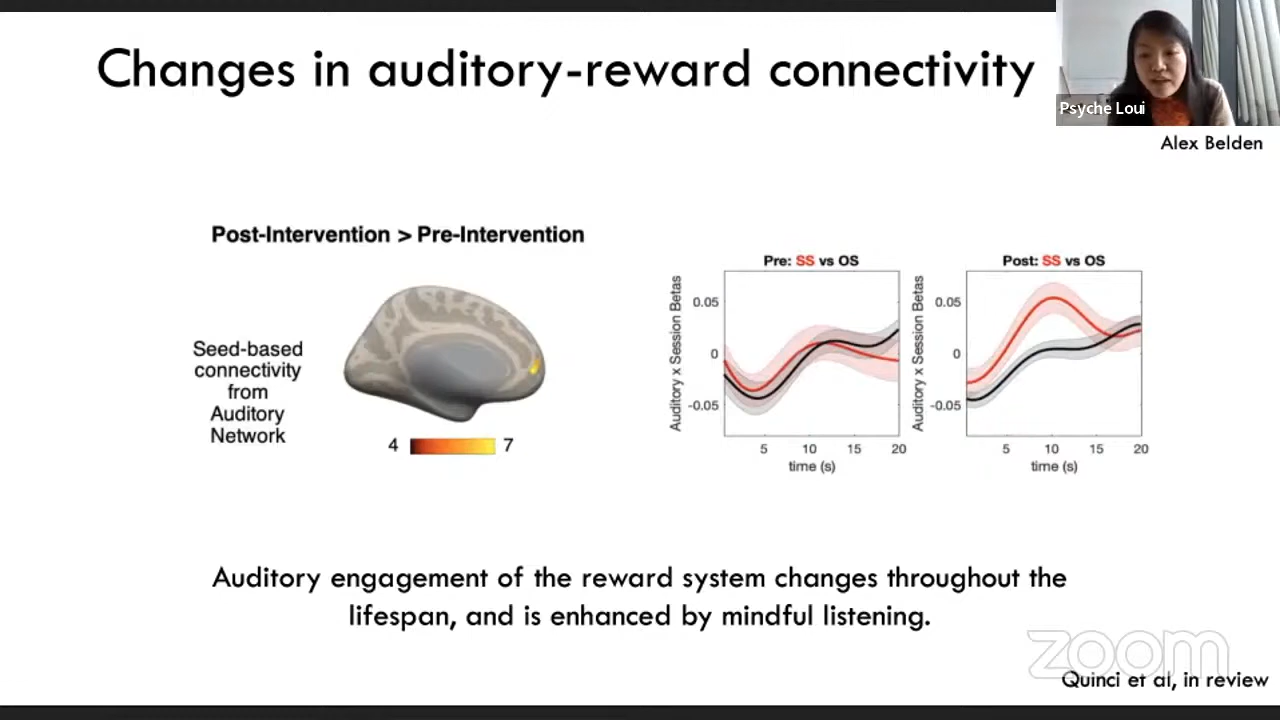 Changes in auditory-reward connectivity
Psyche Loui
Alex Belden
Post-Intervention > Pre-Intervention
Seed-based
connectivity
from
Auditory
Network
4
7
Pre: SS vs OS
Auditory x Session Betas
0.05
0
-0.05
5 10 15 20
time (s)
Post: SS vs OS
Auditory x Session Betas
0.05
0
-0.05
5 10 15 20
time (s)
Auditory engagement of the reward system changes throughout the
lifespan, and is enhanced by mindful listening.
zoom
Quinci et al, in review